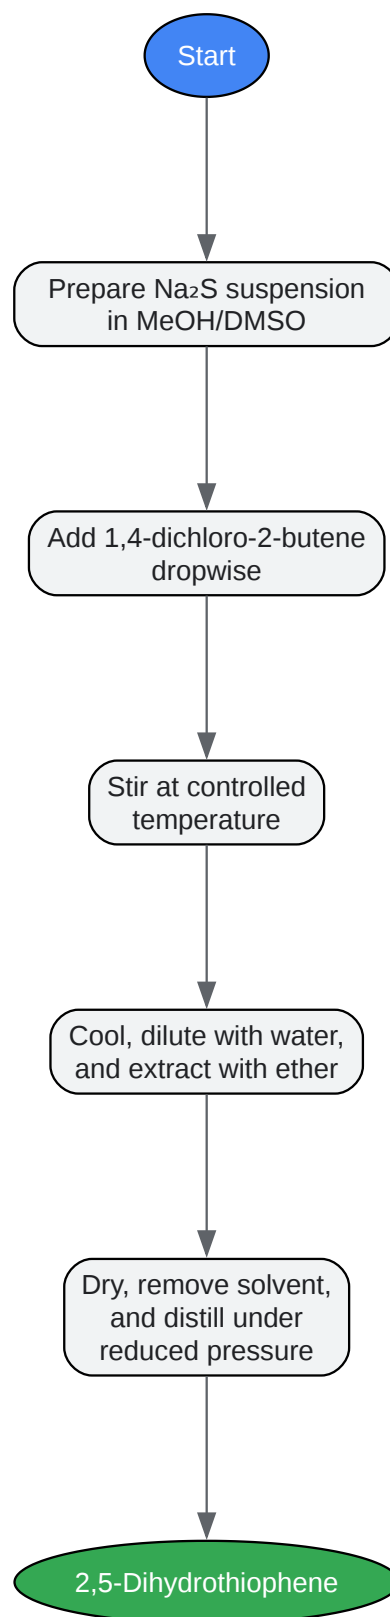 Start
Prepare Na₂S suspension
in MeOH/DMSO
Add 1,4-dichloro-2-butene
dropwise
Stir at controlled
temperature
Cool, dilute with water,
and extract with ether
Dry, remove solvent,
and distill under
reduced pressure
2,5-Dihydrothiophene